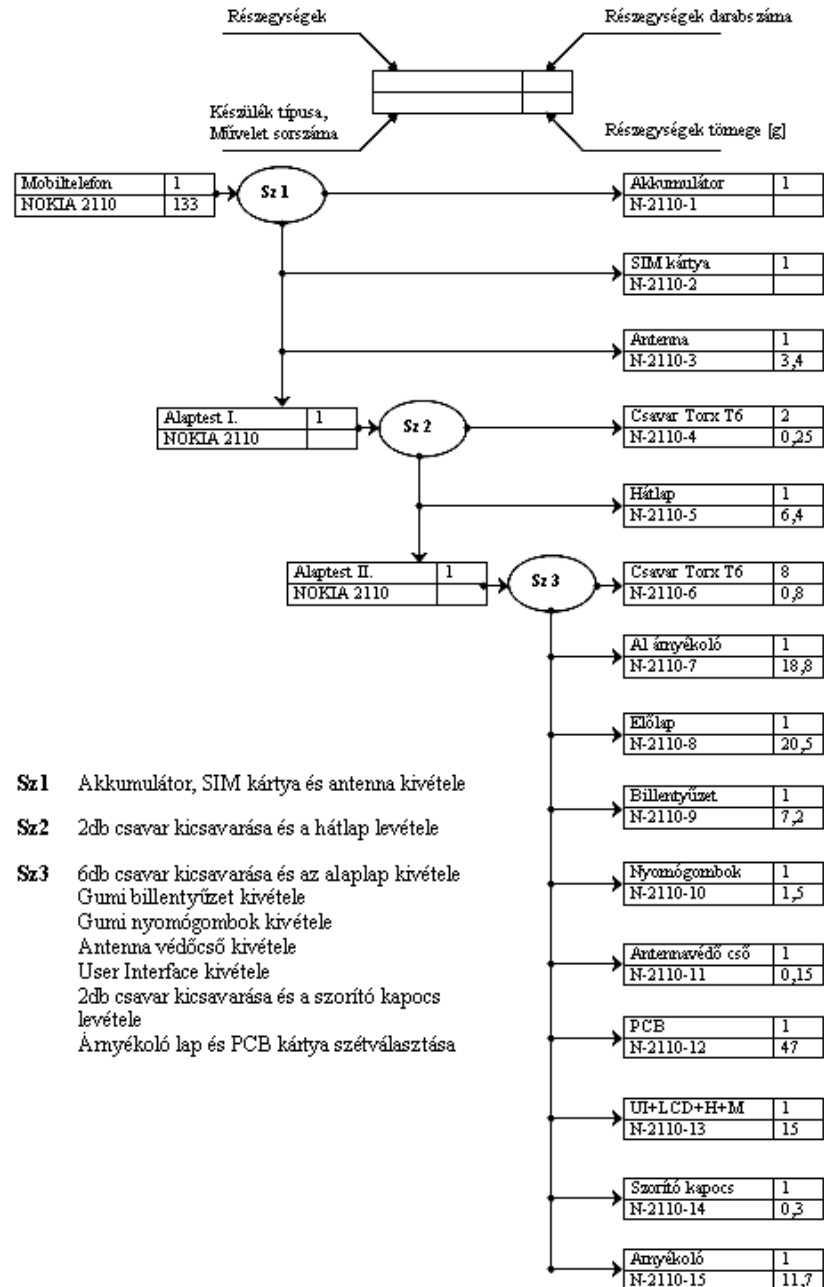 Részegységek
Részegységek darabszáma
Készülék típusa,
Művelet sorszáma
Részegységek tömege [g]
Mobiltelefon 1
NOKIA 2110 133
Sz 1
Akkumulátor 1
N-2110-1
SIM kártya 1
N-2110-2
Antenna 1
N-2110-3 3,4
Alaptest I. 1
NOKIA 2110
Sz 2
Csavar Torx T6 2
N-2110-4 0,25
Hátlap 1
N-2110-5 6,4
Alaptest II. 1
NOKIA 2110
Sz 3
Csavar Torx T6 8
N-2110-6 0,8
Al árnyékoló 1
N-2110-7 18,8
Előlap 1
N-2110-8 20,5
Billentyűzet 1
N-2110-9 7,2
Nyomógombok 1
N-2110-10 1,5
Antennavédő cső 1
N-2110-11 0,15
PCB 1
N-2110-12 47
UI+LCD+H+M 1
N-2110-13 15
Szorító kapocs 1
N-2110-14 0,3
Árnyékoló 1
N-2110-15 11,7
Sz1 Akkumulátor, SIM kártya és antenna kivétele
Sz2 2db csavar kicsavarása és a hátlap levétele
Sz3 6db csavar kicsavarása és az alaplap kivétele
Gumi billentyűzet kivétele
Gumi nyomógombok kivétele
Antenna védőcső kivétele
User Interface kivétele
2db csavar kicsavarása és a szorító kapocs
levétele
Árnyékoló lap és PCB kártya szétválasztása